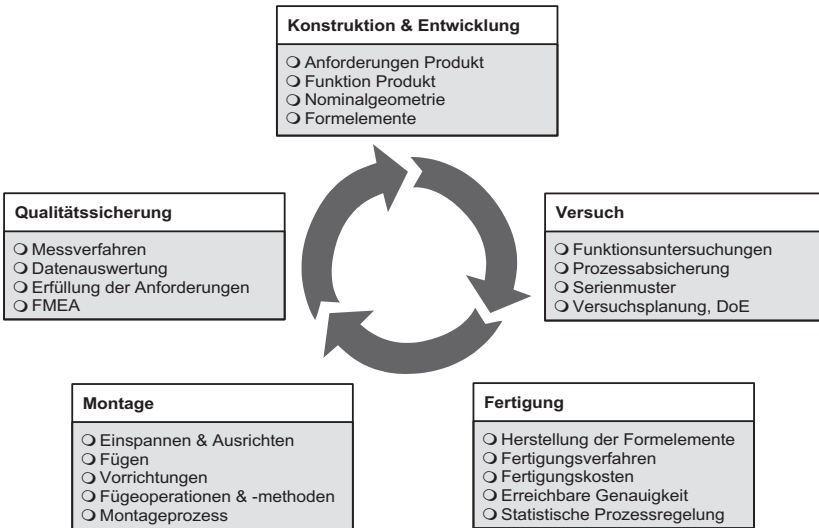 Konstruktion & Entwicklung
❍ Anforderungen Produkt
❍ Funktion Produkt
❍ Nominalgeometrie
❍ Formelemente
Versuch
❍ Funktionsuntersuchungen
❍ Prozessabsicherung
❍ Serienmuster
❍ Versuchsplanung, DoE
Fertigung
❍ Herstellung der Formelemente
❍ Fertigungsverfahren
❍ Fertigungskosten
❍ Erreichbare Genauigkeit
❍ Statistische Prozessregelung
Montage
❍ Einspannen & Ausrichten
❍ Fügen
❍ Vorrichtungen
❍ Fügeoperationen & -methoden
❍ Montageprozess
Qualitätssicherung
❍ Messverfahren
❍ Datenauswertung
❍ Erfüllung der Anforderungen
❍ FMEA